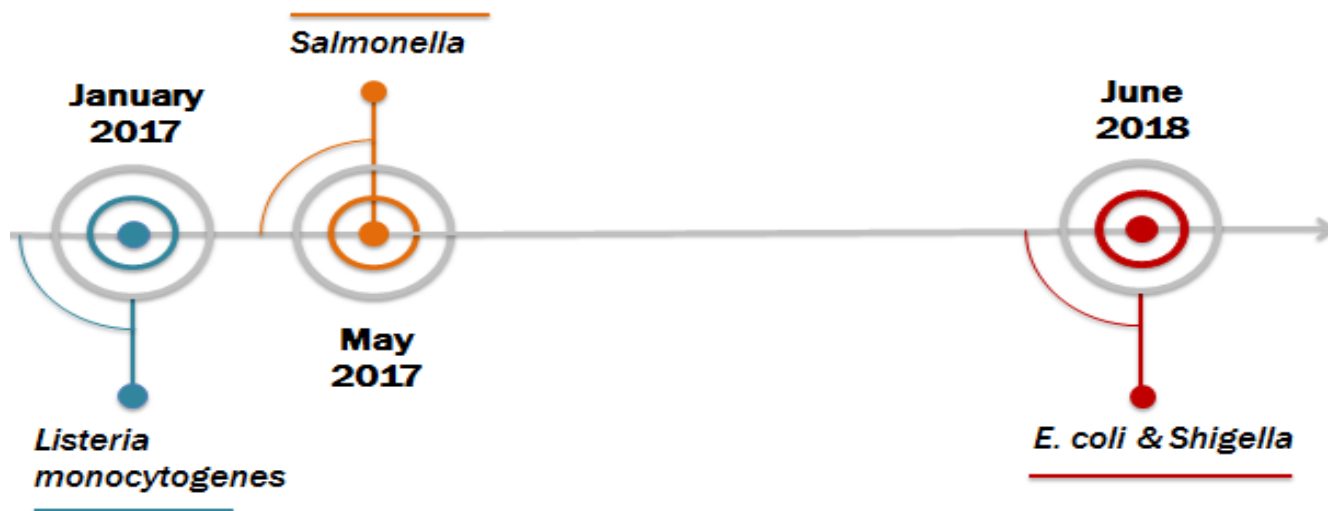 Salmonella
January
2017
June
2018
May
2017
Listeria
monocytogenes
E. coli & Shigella